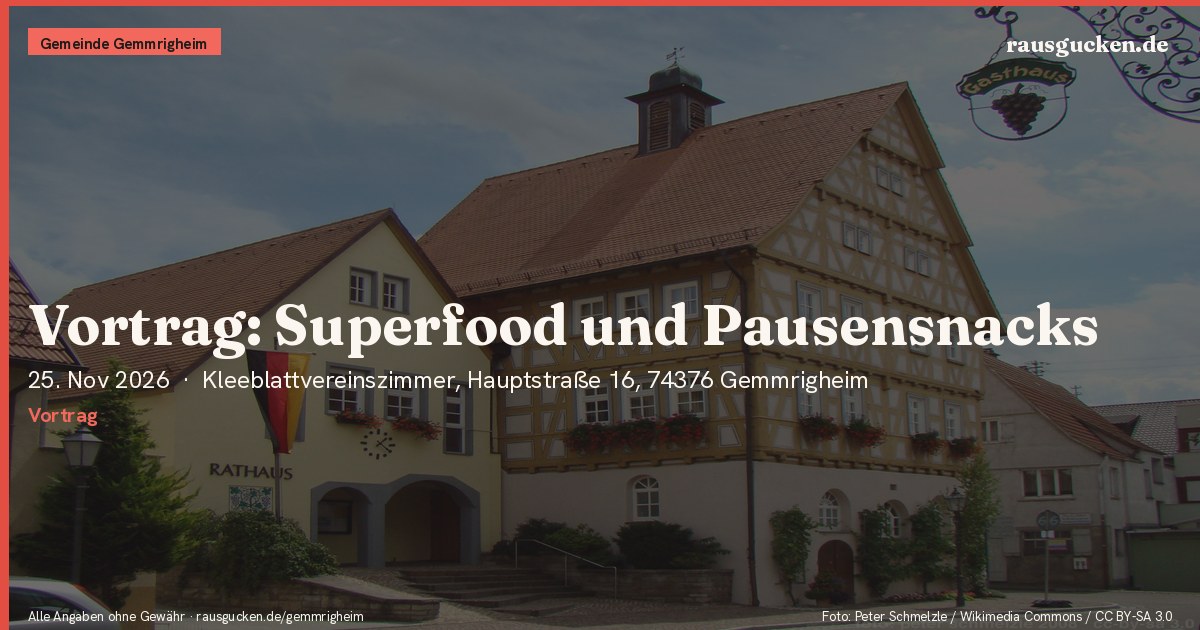 Gemeinde Gemmrigheim
rausgucken.de
Gasthaus
Vortrag: Superfood und Pausensnacks
25. Nov 2026 · Kleeblattvereinszimmer, Hauptstraße 16, 74376 Gemmrigheim
Vortrag
RATHAUS
Alle Angaben ohne Gewähr · rausgucken.de/gemmrigheim
Foto: Peter Schmelzle / Wikimedia Commons / CC BY-SA 3.0